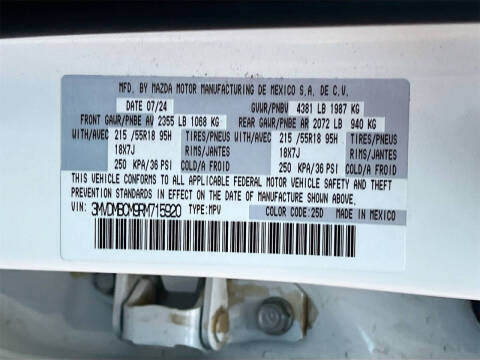 MFD. BY MAZDA MOTOR MANUFACTURING DE MEXICO S.A. DE C.V.
DATE 07/24 GVWR/PNBV 4381 LB 1987 KG
FRONT GAWR/PNBE AV 2355 LB 1068 KG REAR GAWR/PNBE AR 2072 LB 940 KG
WITH/AVEC 215 /55R18 95H TIRES/PNEUS WITH/AVEC 215 /55R18 95H TIRES/PNEUS
18X7J RIMS/JANTES 18X7J RIMS/JANTES
250 KPA/36 PSI COLD/A FROID 250 KPA/36 PSI COLD/A FROID
THIS VEHICLE CONFORMS TO ALL APPLICABLE FEDERAL MOTOR VEHICLE SAFETY AND THEFT
PREVENTION STANDARDS IN EFFECT ON THE DATE OF MANUFACTURE SHOWN ABOVE.
VIN: 3MVDMBCM9RM715920 TYPE:MPV COLOR CODE:25D MADE IN MEXICO